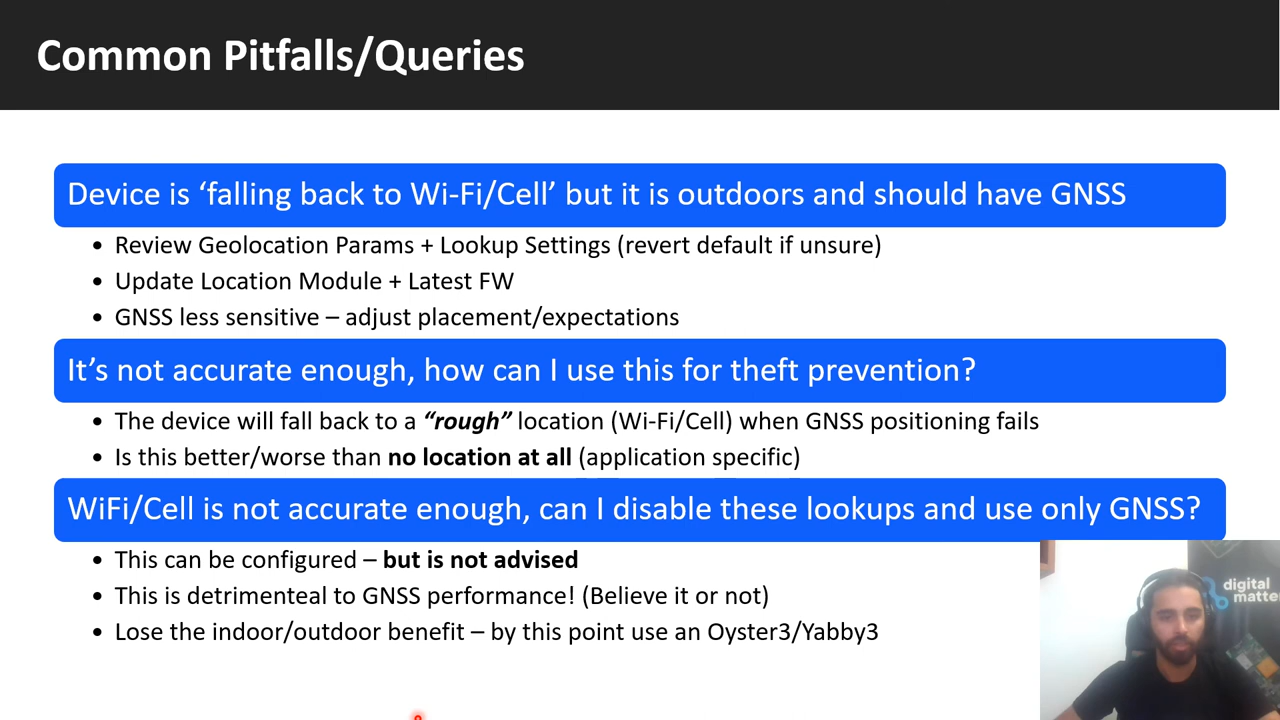 Common Pitfalls/Queries
Device is ‘falling back to Wi-Fi/Cell’ but it is outdoors and should have GNSS
• Review Geolocation Params + Lookup Settings (revert default if unsure)
• Update Location Module + Latest FW
• GNSS less sensitive – adjust placement/expectations
It’s not accurate enough, how can I use this for theft prevention?
• The device will fall back to a “rough” location (Wi-Fi/Cell) when GNSS positioning fails
• Is this better/worse than no location at all (application specific)
WiFi/Cell is not accurate enough, can I disable these lookups and use only GNSS?
• This can be configured – but is not advised
• This is detrimenteal to GNSS performance! (Believe it or not)
• Lose the indoor/outdoor benefit – by this point use an Oyster3/Yabby3
digital
matte